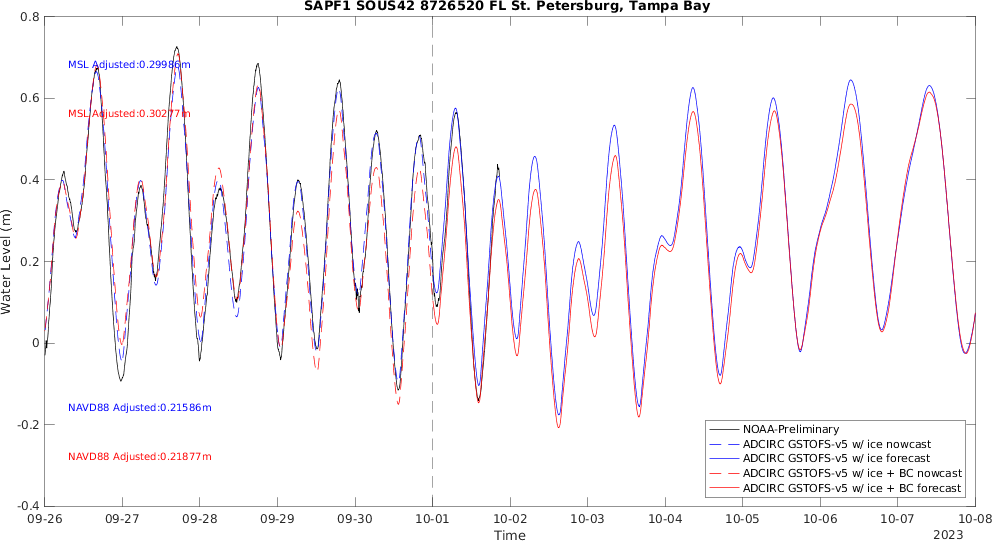 SAPF1 SOUS42 8726520 FL St. Petersburg, Tampa Bay
0.8
0.6
0.4
0.2
0
-0.2
-0.4
Water Level (m)
MSL Adjusted:0.29986m
MSL Adjusted:0.30277m
NAVD88 Adjusted:0.21586m
NAVD88 Adjusted:0.21877m
NOAA-Preliminary
ADCIRC GSTOFS-v5 w/ ice nowcast
ADCIRC GSTOFS-v5 w/ ice forecast
ADCIRC GSTOFS-v5 w/ ice + BC nowcast
ADCIRC GSTOFS-v5 w/ ice + BC forecast
09-26 09-27 09-28 09-29 09-30 10-01 10-02 10-03 10-04 10-05 10-06 10-07 10-08
Time
2023